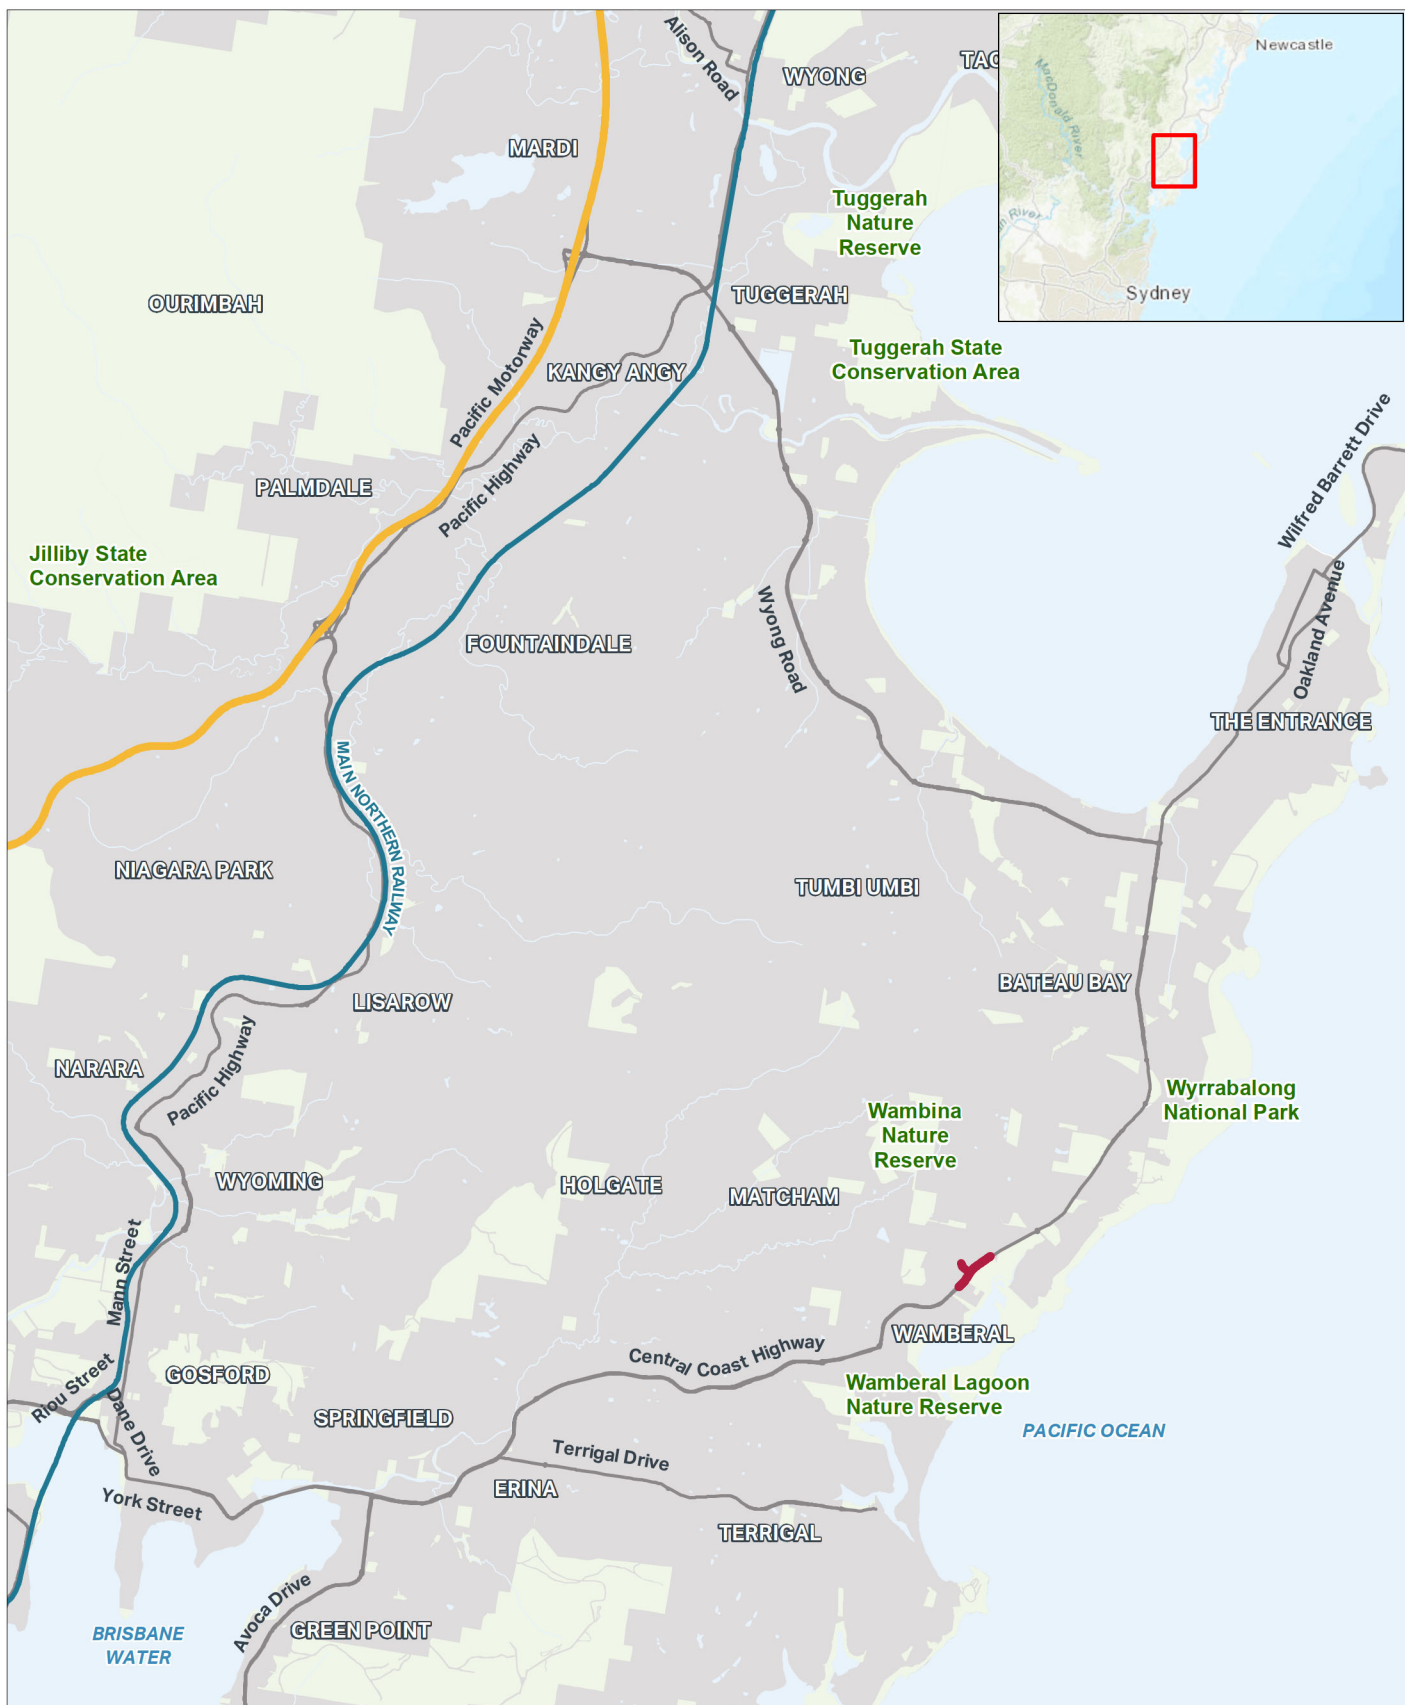 Alison Road
WYONG
TAC
Newcastle
MacDonald River
an River
Sydney
MARDI
Tuggerah
Nature
Reserve
OURIMBAH
TUGGERAH
Pacific Motorway
KANGY ANGY
Tuggerah State
Conservation Area
Pacific Highway
Wilfred Barrett Drive
PALMDALE
Jilliby State
Conservation Area
Wyong Road
Oakland Avenue
FOUNTAINDALE
THE ENTRANCE
MAIN NORTHERN RAILWAY
NIAGARA PARK
TUMBI UMBI
BATEAU BAY
LISAROW
NARARA
Pacific Highway
Wyrrabalong
National Park
Wambina
Nature
Reserve
WYOMING
HOLGATE
MATCHAM
Mann Street
WAMBERAL
Central Coast Highway
GOSFORD
Riou Street
Dane Drive
Wamberal Lagoon
Nature Reserve
SPRINGFIELD
PACIFIC OCEAN
Terrigal Drive
ERINA
York Street
TERRIGAL
Avoca Drive
GREEN POINT
BRISBANE
WATER